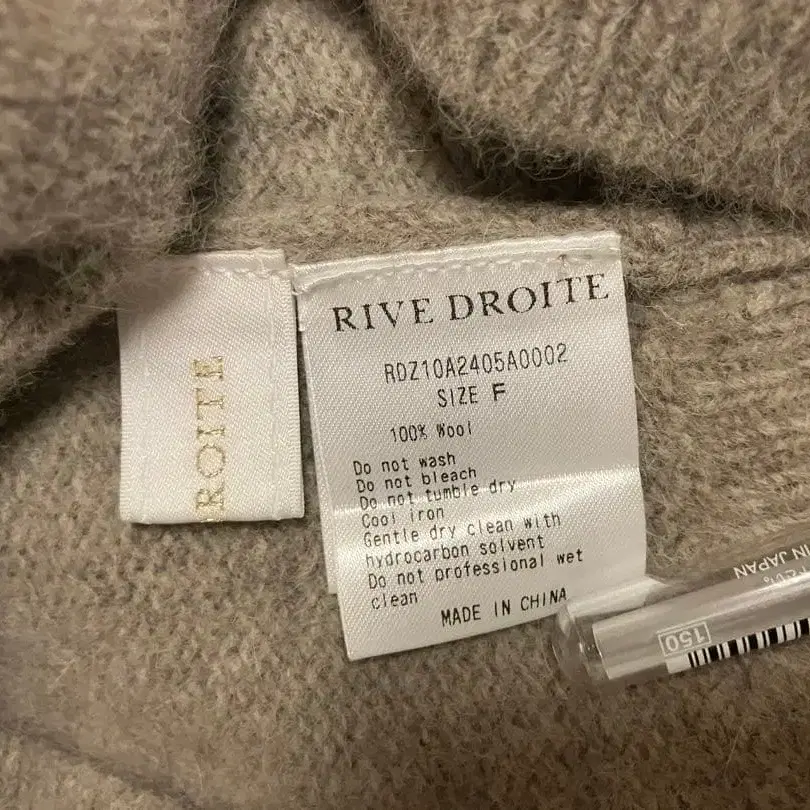 ROITE
RIVE DROITE
RDZ10A2405A0002
SIZE F
100% Wool
Do not wash
Do not bleach
Do not tumble dry
Cool iron
Gentle dry clean with
hydrocarbon solvent
Do not professional wet
clean
MADE IN CHINA
IN JAPAN
150